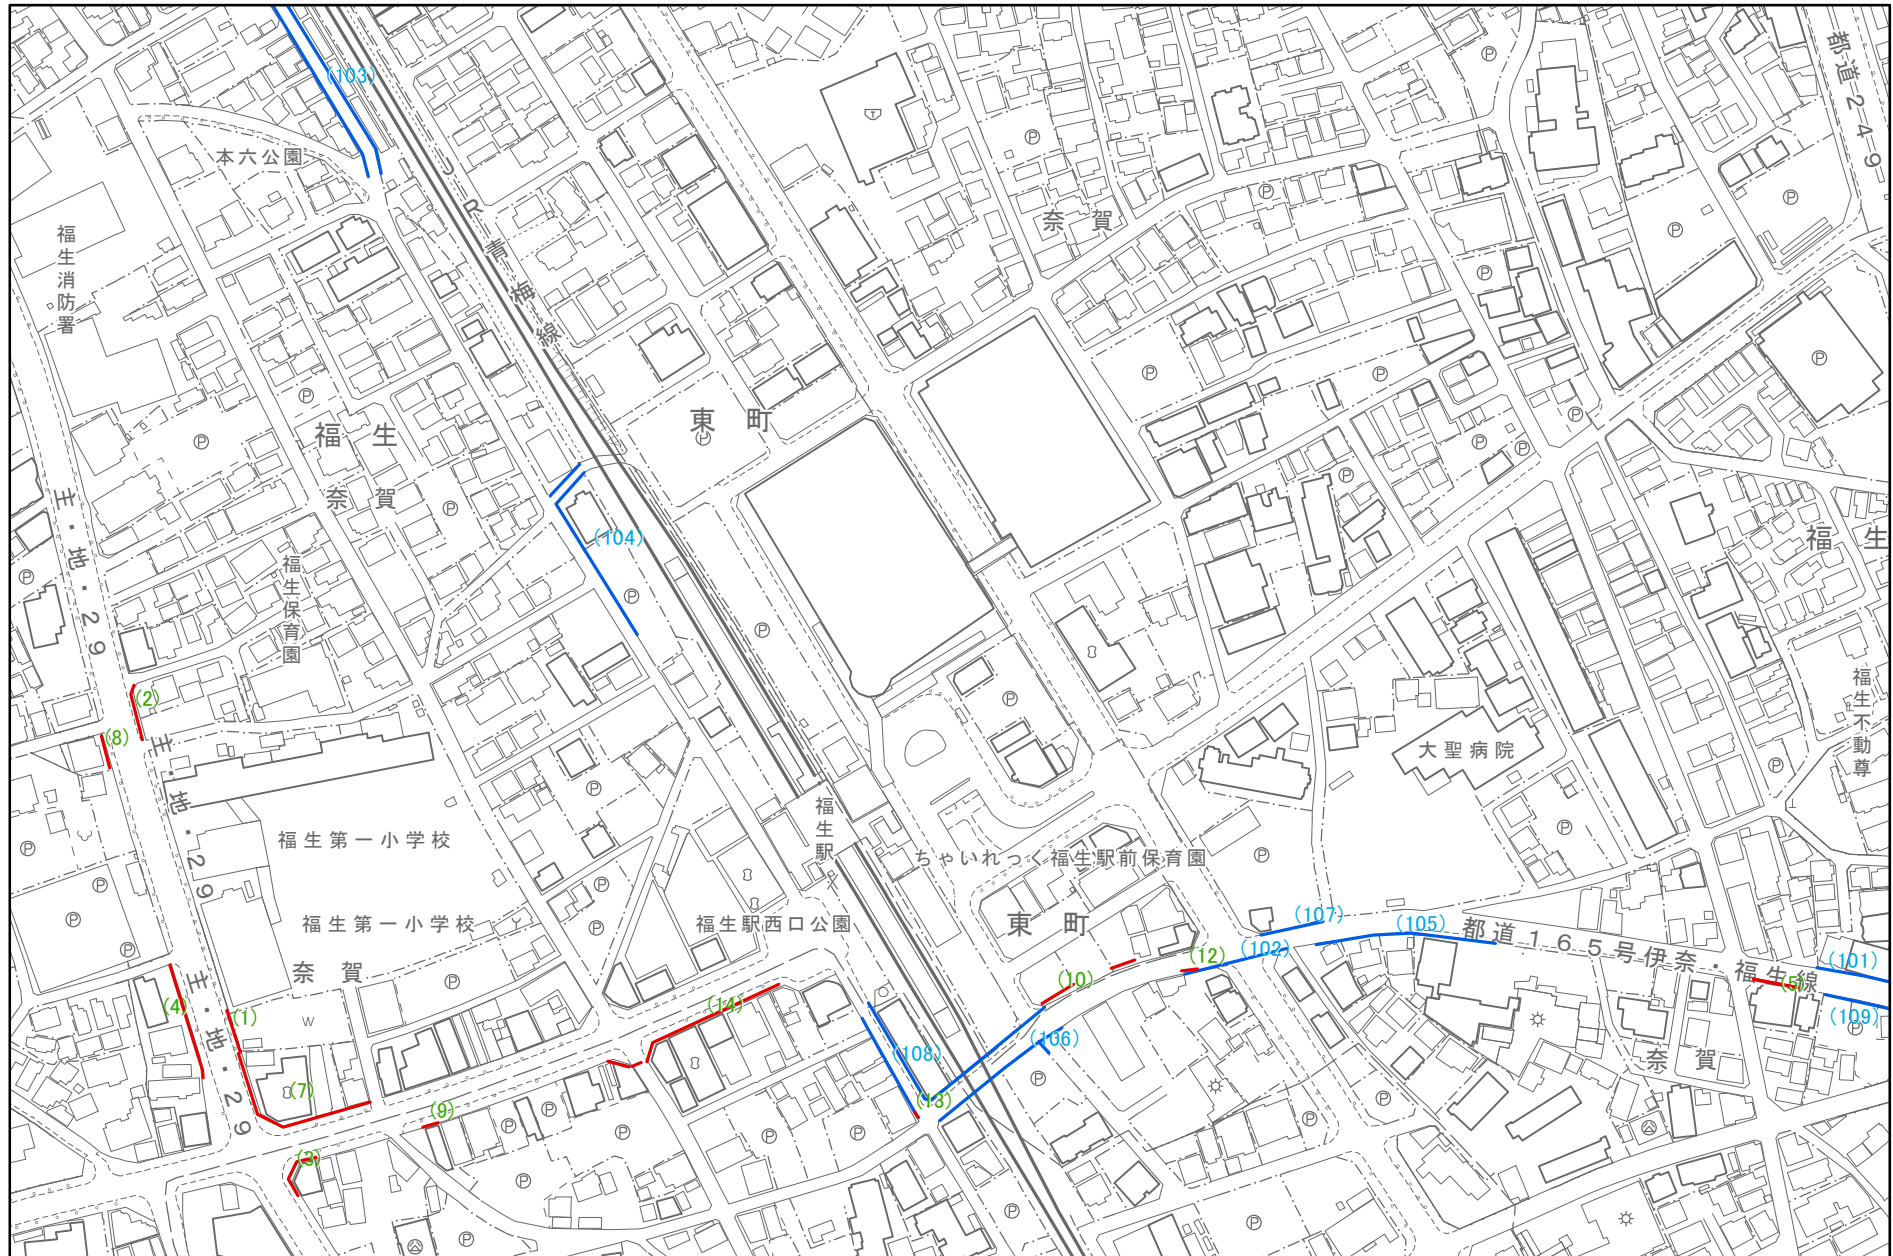 (103)
都道249
本六公園
JR青梅線
奈賀
福生消防署
東町
福生
奈賀
主・地・29
(104)
福生
福生保育園
福生不動尊
(2)
(8)
主・地・29
大聖病院
福生駅
福生第一小学校
ちゃいれっく福生駅前保育園
福生第一小学校
福生駅西口公園
東町
(107)
(105)
都道165号伊奈・福生線
(102)
(12)
(10)
(101)
(5)
(109)
奈賀
主・地・29
(4)
(1)
(14)
(106)
(108)
奈賀
(7)
(9)
(13)
(3)